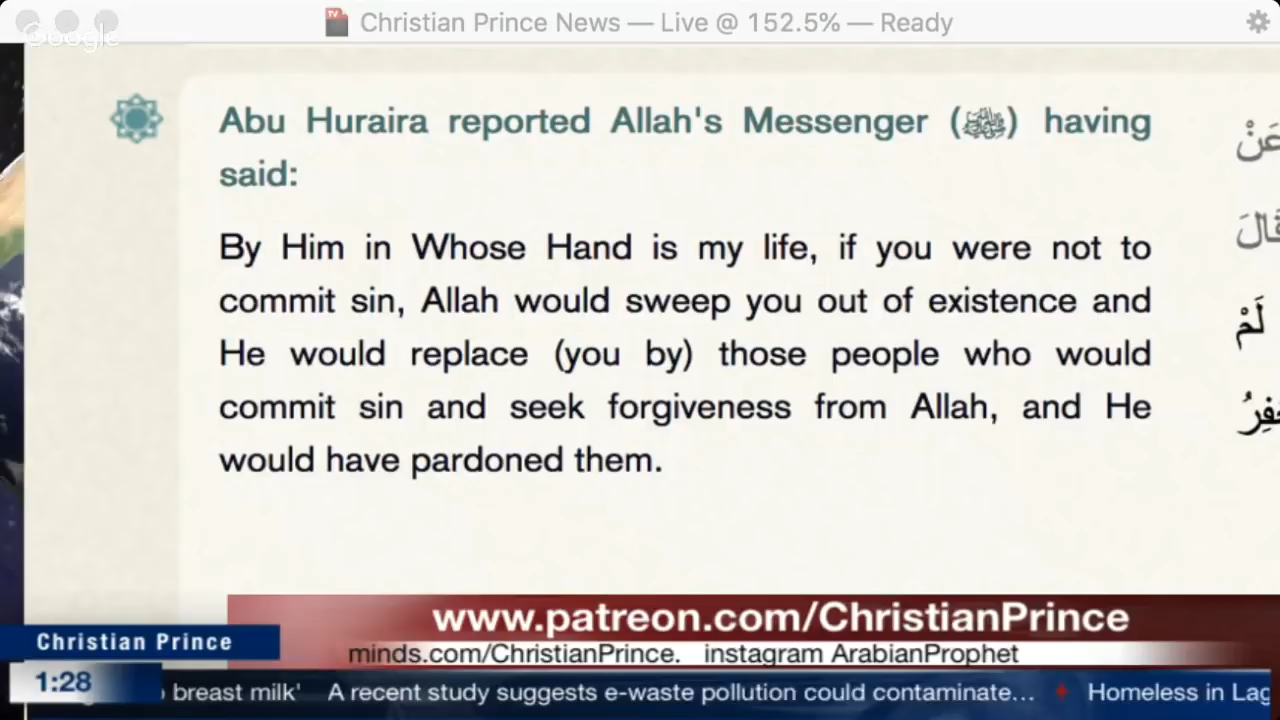 Christian Prince News — Live @ 152.5% — Ready
Google
Abu Huraira reported Allah's Messenger (ﷺ) having
said:
By Him in Whose Hand is my life, if you were not to
commit sin, Allah would sweep you out of existence and
He would replace (you by) those people who would
commit sin and seek forgiveness from Allah, and He
would have pardoned them.
عَنْ
لَمْ
www.patreon.com/ChristianPrince
Christian Prince
minds.com/ChristianPrince. instagram ArabianProphet
1:28
breast milk' A recent study suggests e-waste pollution could contaminate... Homeless in